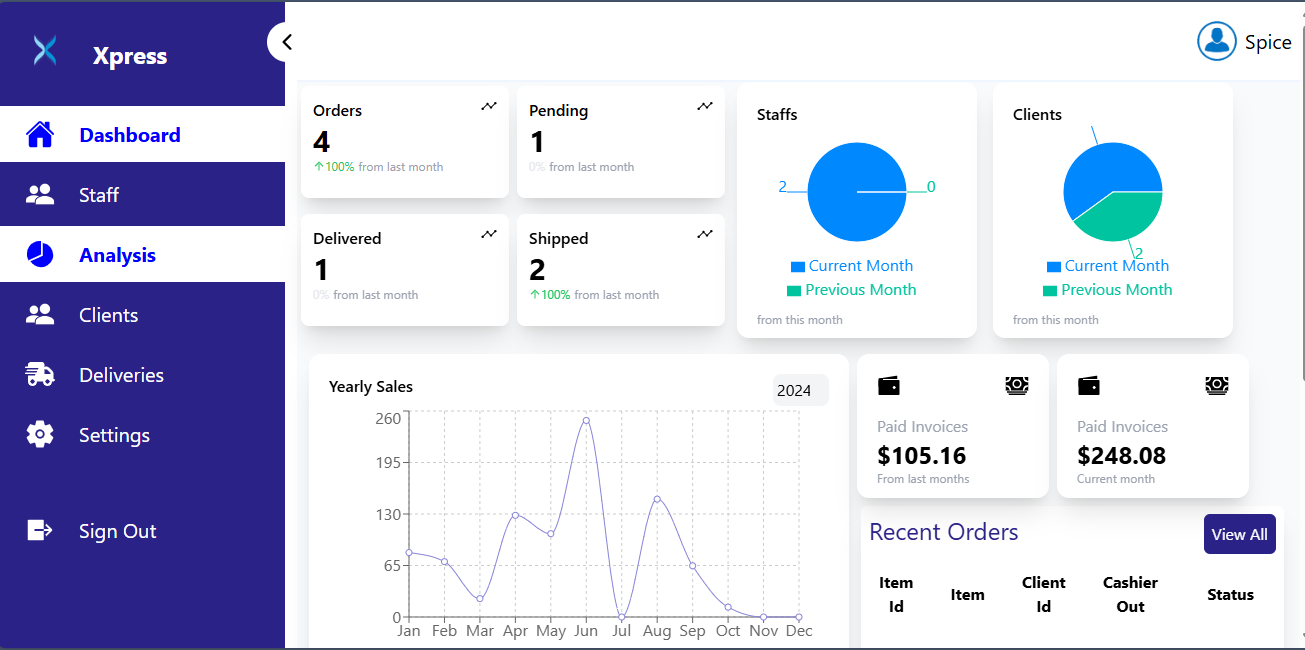 Xpress
Dashboard
Staff
Analysis
Clients
Deliveries
Settings
Sign Out
Spice
Orders
4
100% from last month
Pending
1
0% from last month
Delivered
1
0% from last month
Shipped
2
100% from last month
Staffs
2
0
Current Month
Previous Month
from this month
Clients
2
Current Month
Previous Month
from this month
Yearly Sales
2024
260
195
130
65
0
Jan Feb Mar Apr May Jun Jul Aug Sep Oct Nov Dec
Paid Invoices
$105.16
From last months
Paid Invoices
$248.08
Current month
Recent Orders
View All
Item Client Cashier
Id Item Id Out Status